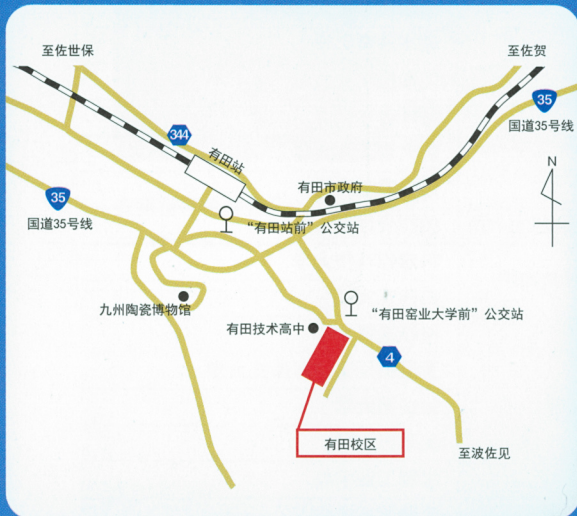 至佐世保
至佐贺
35
国道35号线
344
有田站
N
有田市政府
35
国道35号线
“有田站前”公交站
九州陶瓷博物馆
“有田窑业大学前”公交站
有田技术高中
4
有田校区
至波佐见